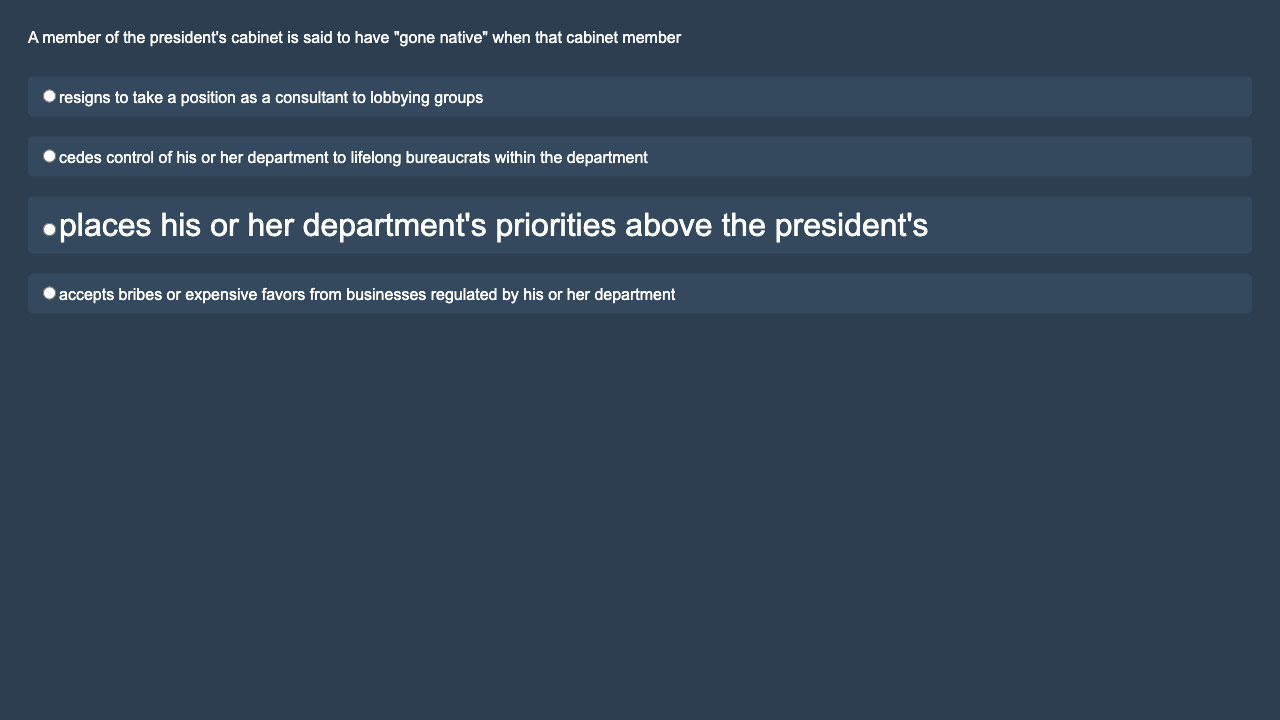 A member of the president's cabinet is said to have "gone native" when that cabinet member
resigns to take a position as a consultant to lobbying groups
cedes control of his or her department to lifelong bureaucrats within the department
places his or her department's priorities above the president's
accepts bribes or expensive favors from businesses regulated by his or her department